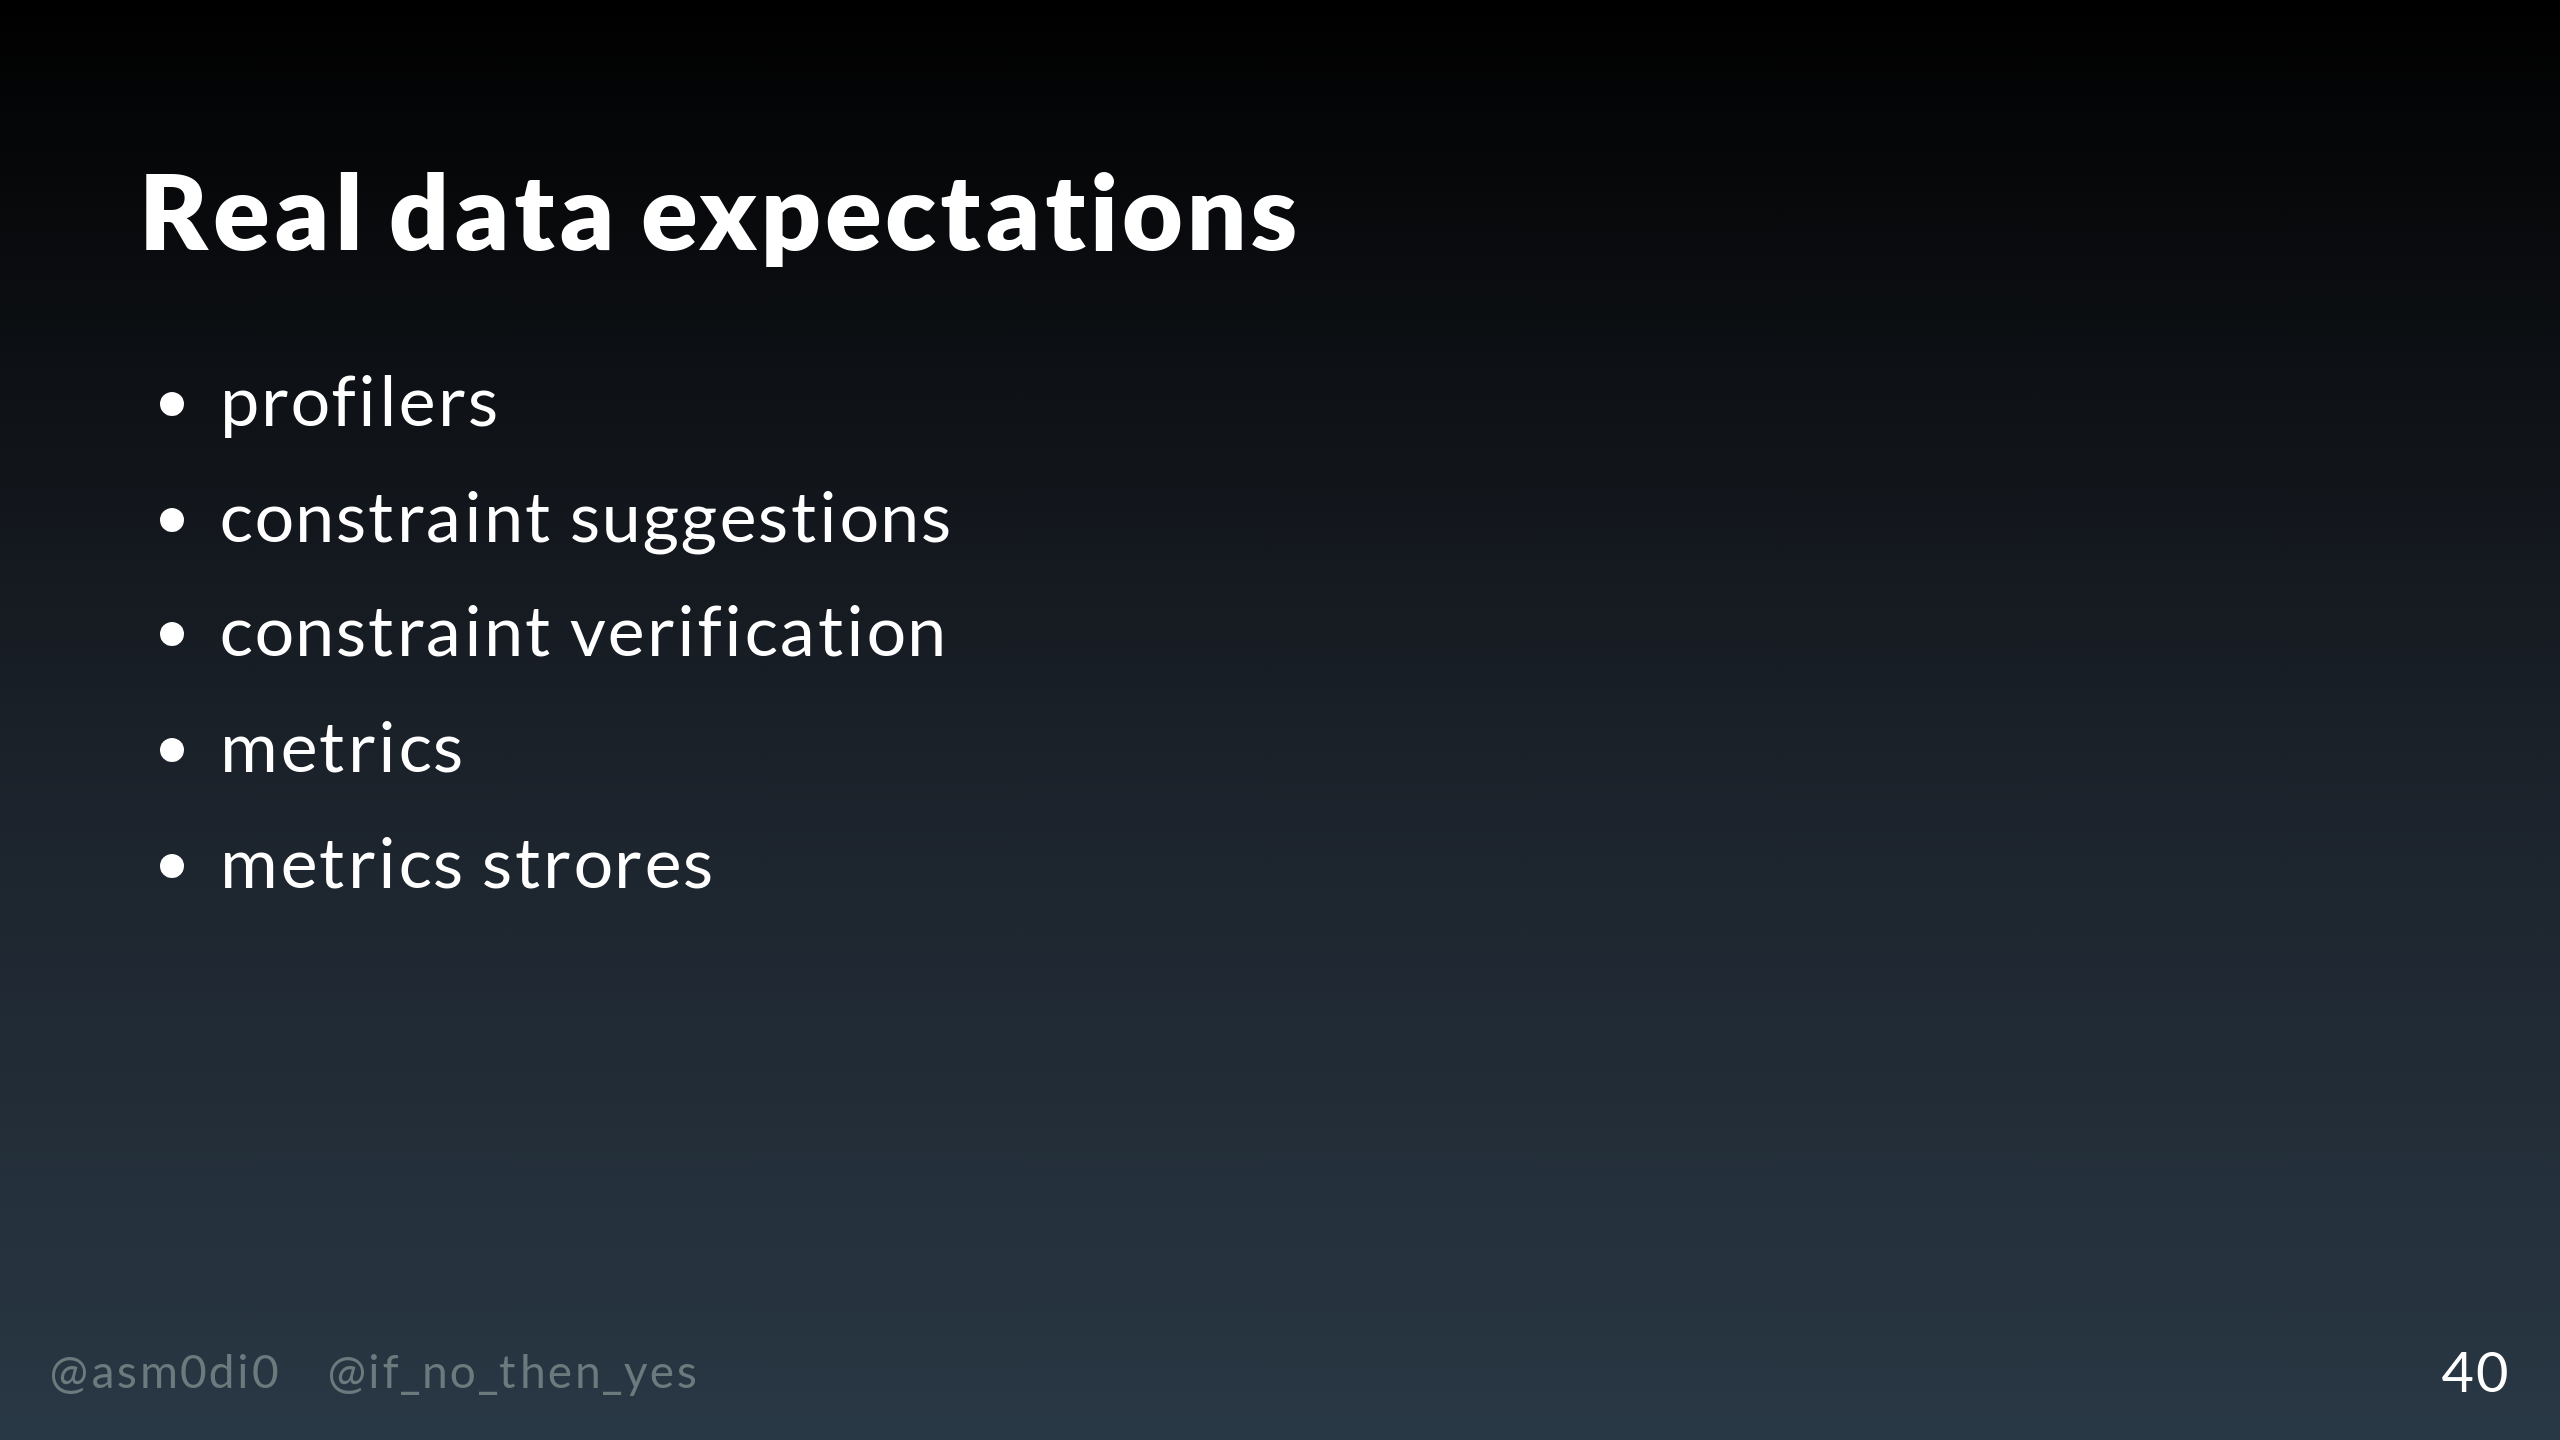 Real data expectations
• profilers
• constraint suggestions
• constraint verification
• metrics
• metrics strores
@asm0di0 @if_no_then_yes
40